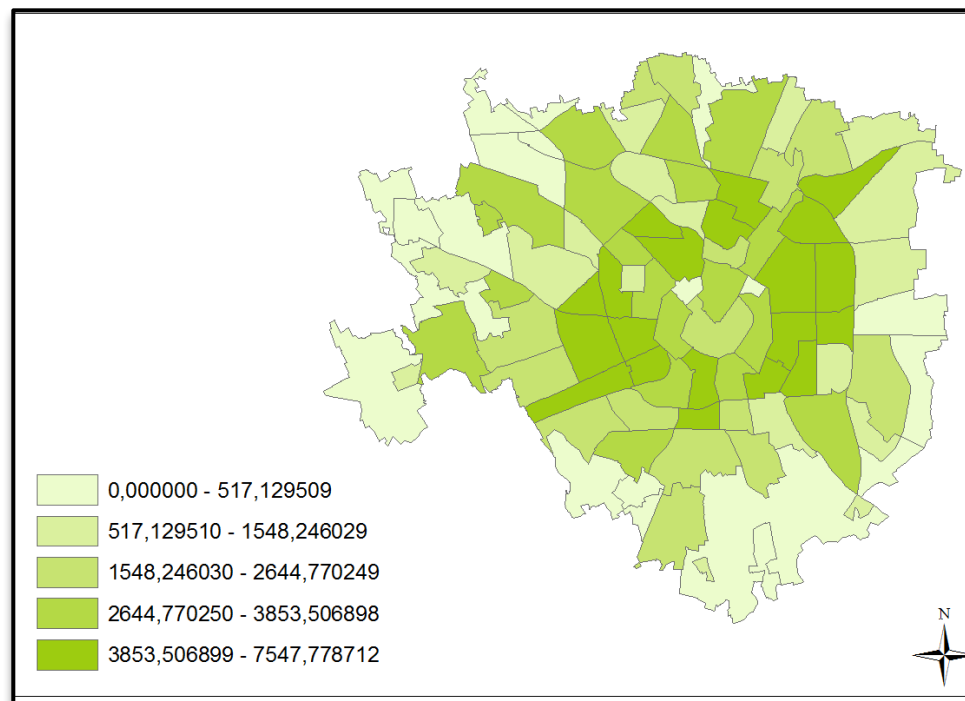 0,000000 - 517,129509
517,129510 - 1548,246029
1548,246030 - 2644,770249
2644,770250 - 3853,506898
3853,506899 - 7547,778712
N